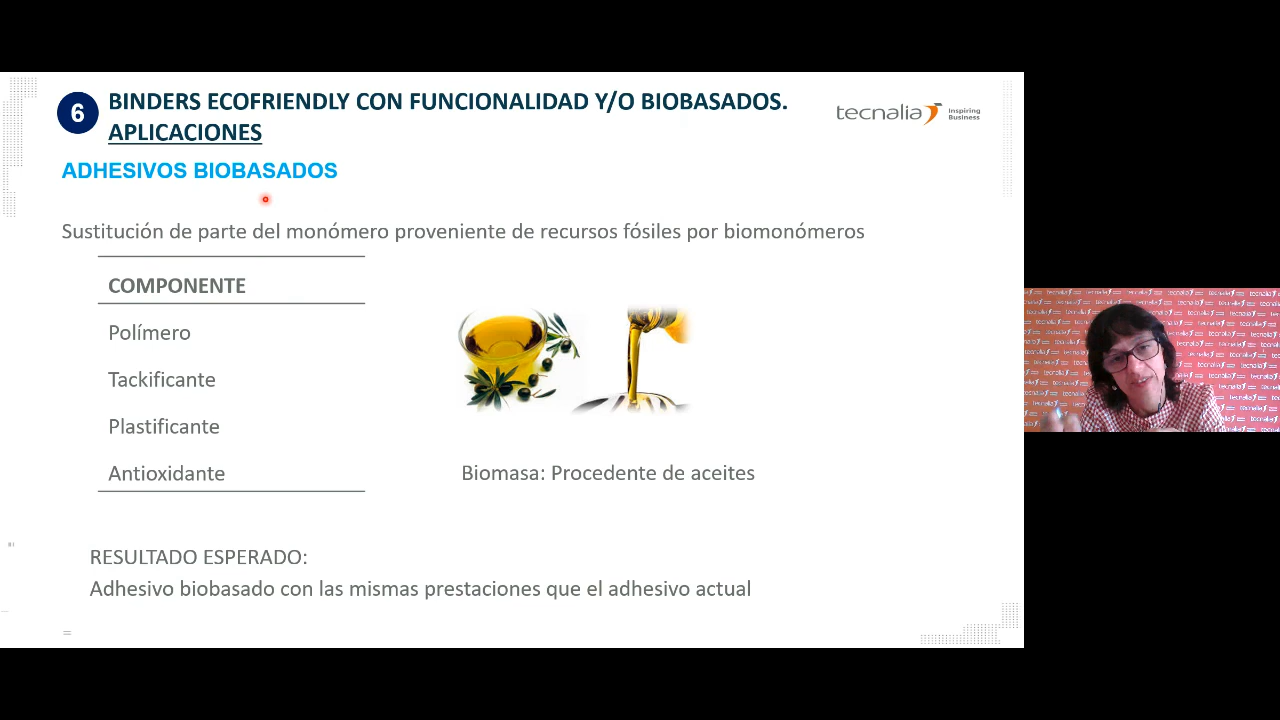 6
BINDERS ECOFRIENDLY CON FUNCIONALIDAD Y/O BIOBASADOS.
APLICACIONES
tecnalia Inspiring
Business
ADHESIVOS BIOBASADOS
Sustitución de parte del monómero proveniente de recursos fósiles por biomonómeros
COMPONENTE
Polímero
Tackificante
Plastificante
Antioxidante
Biomasa: Procedente de aceites
RESULTADO ESPERADO:
Adhesivo biobasado con las mismas prestaciones que el adhesivo actual